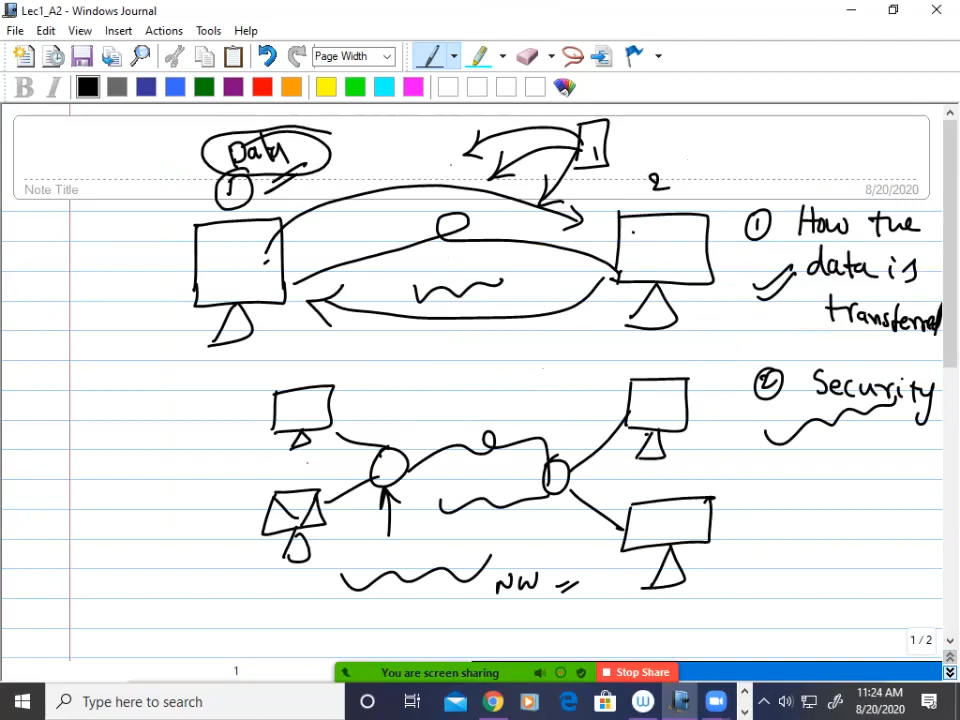 Lec1_A2 - Windows Journal
File Edit View Insert Actions Tools Help
Page Width
B I
Data
1
1
2
Note Title
8/20/2020
① How the
data is
transferred
② Security
NW =
1 / 2
1
You are screen sharing
Stop Share
Type here to search
11:24 AM
8/20/2020